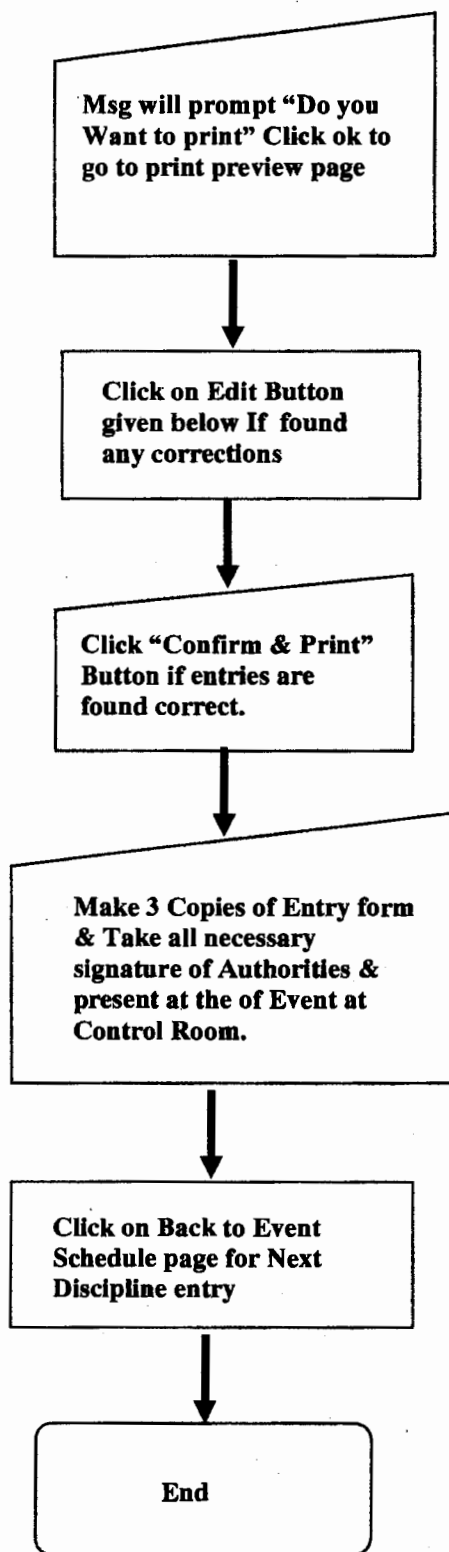 Msg will prompt “Do you
Want to print” Click ok to
go to print preview page
Click on Edit Button
given below If found
any corrections
Click “Confirm & Print”
Button if entries are
found correct.
Make 3 Copies of Entry form
& Take all necessary
signature of Authorities &
present at the of Event at
Control Room.
Click on Back to Event
Schedule page for Next
Discipline entry
End